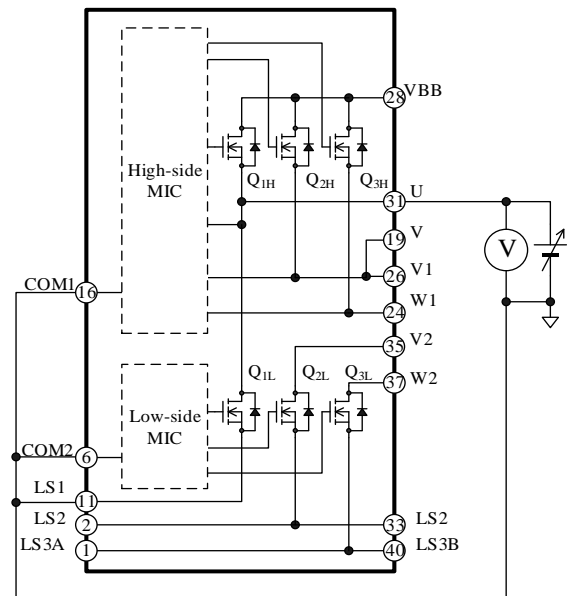 28 VBB
High-side
MIC
Q1H
Q2H
Q3H
31 U
19 V
V
26 V1
COM1 16
24 W1
35 V2
Q1L
Q2L
Q3L
37 W2
Low-side
MIC
COM2 6
LS1 11
LS2 2
33 LS2
LS3A 1
40 LS3B